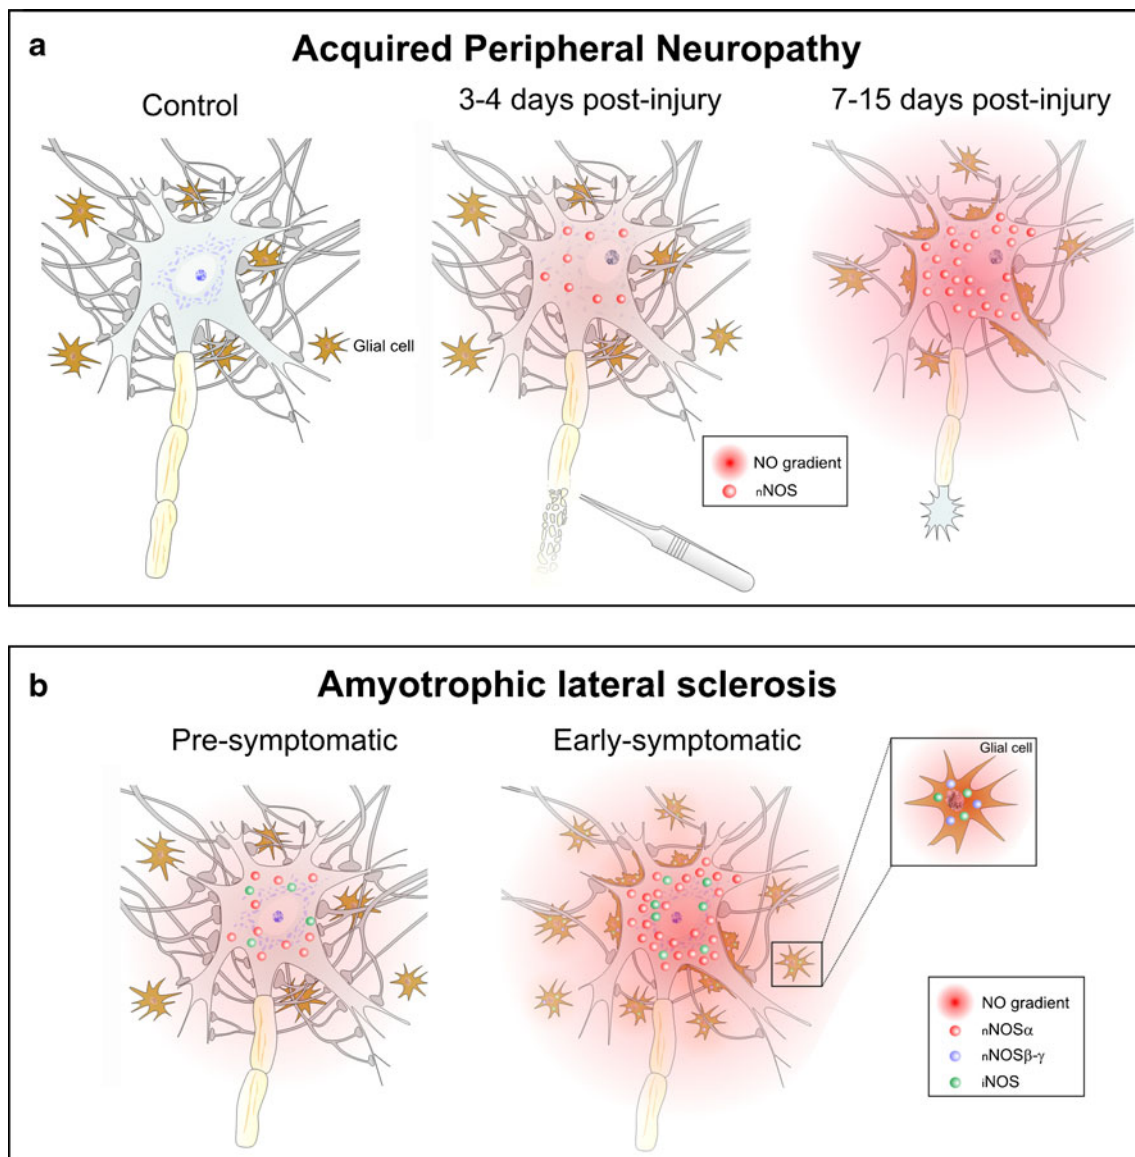 a
Acquired Peripheral Neuropathy
Control
3-4 days post-injury
7-15 days post-injury
Glial cell
NO gradient
nNOS
b
Amyotrophic lateral sclerosis
Pre-symptomatic
Early-symptomatic
Glial cell
NO gradient
nNOSα
nNOSβ-γ
iNOS